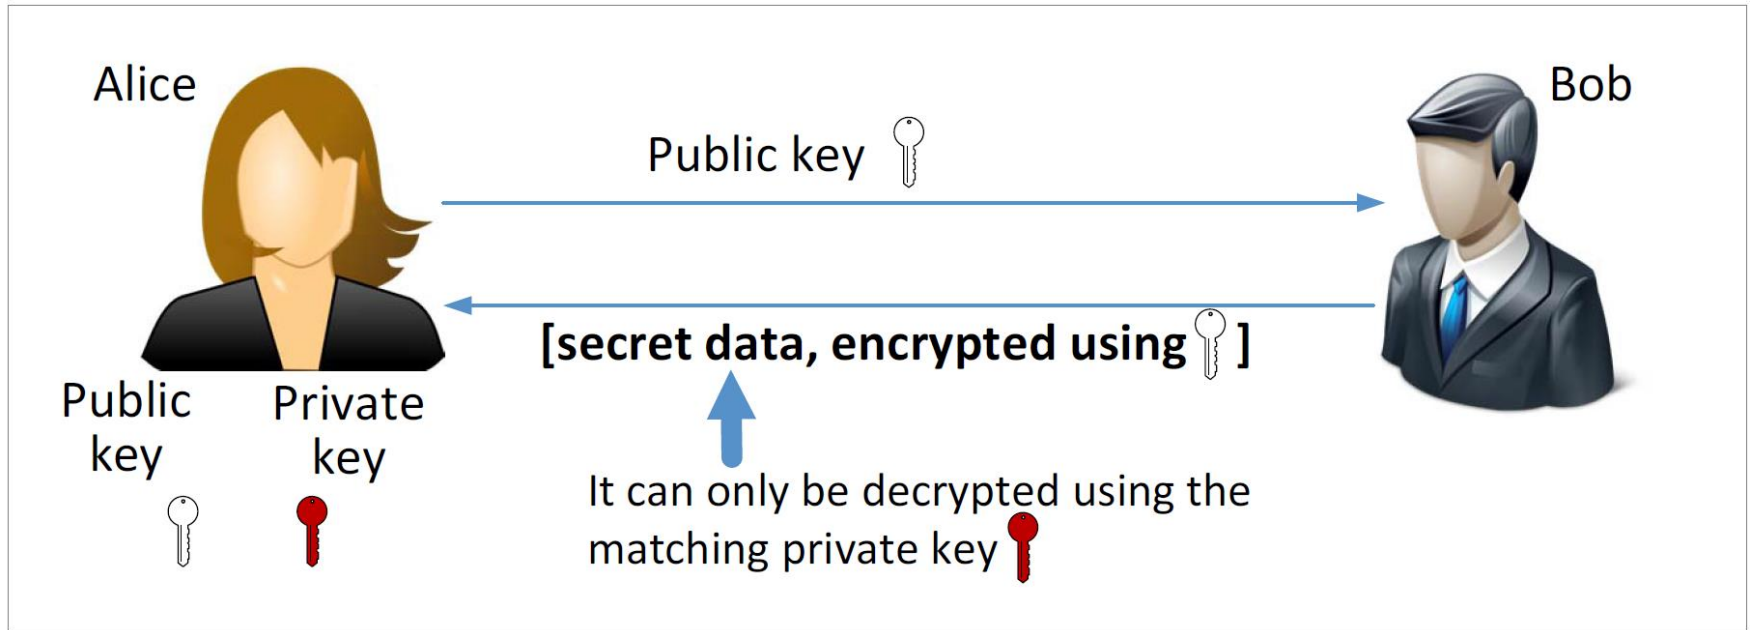 Alice
Bob
Public key
[secret data, encrypted using ]
Public
key
Private
key
It can only be decrypted using the
matching private key